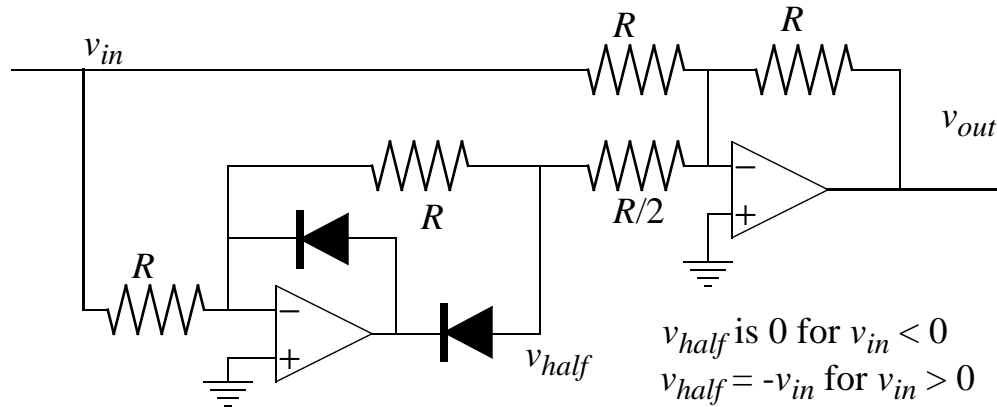 R
R
v_in
v_out
R
R/2
R
−
+
−
+
v_half
v_half is 0 for v_in < 0
v_half = -v_in for v_in > 0